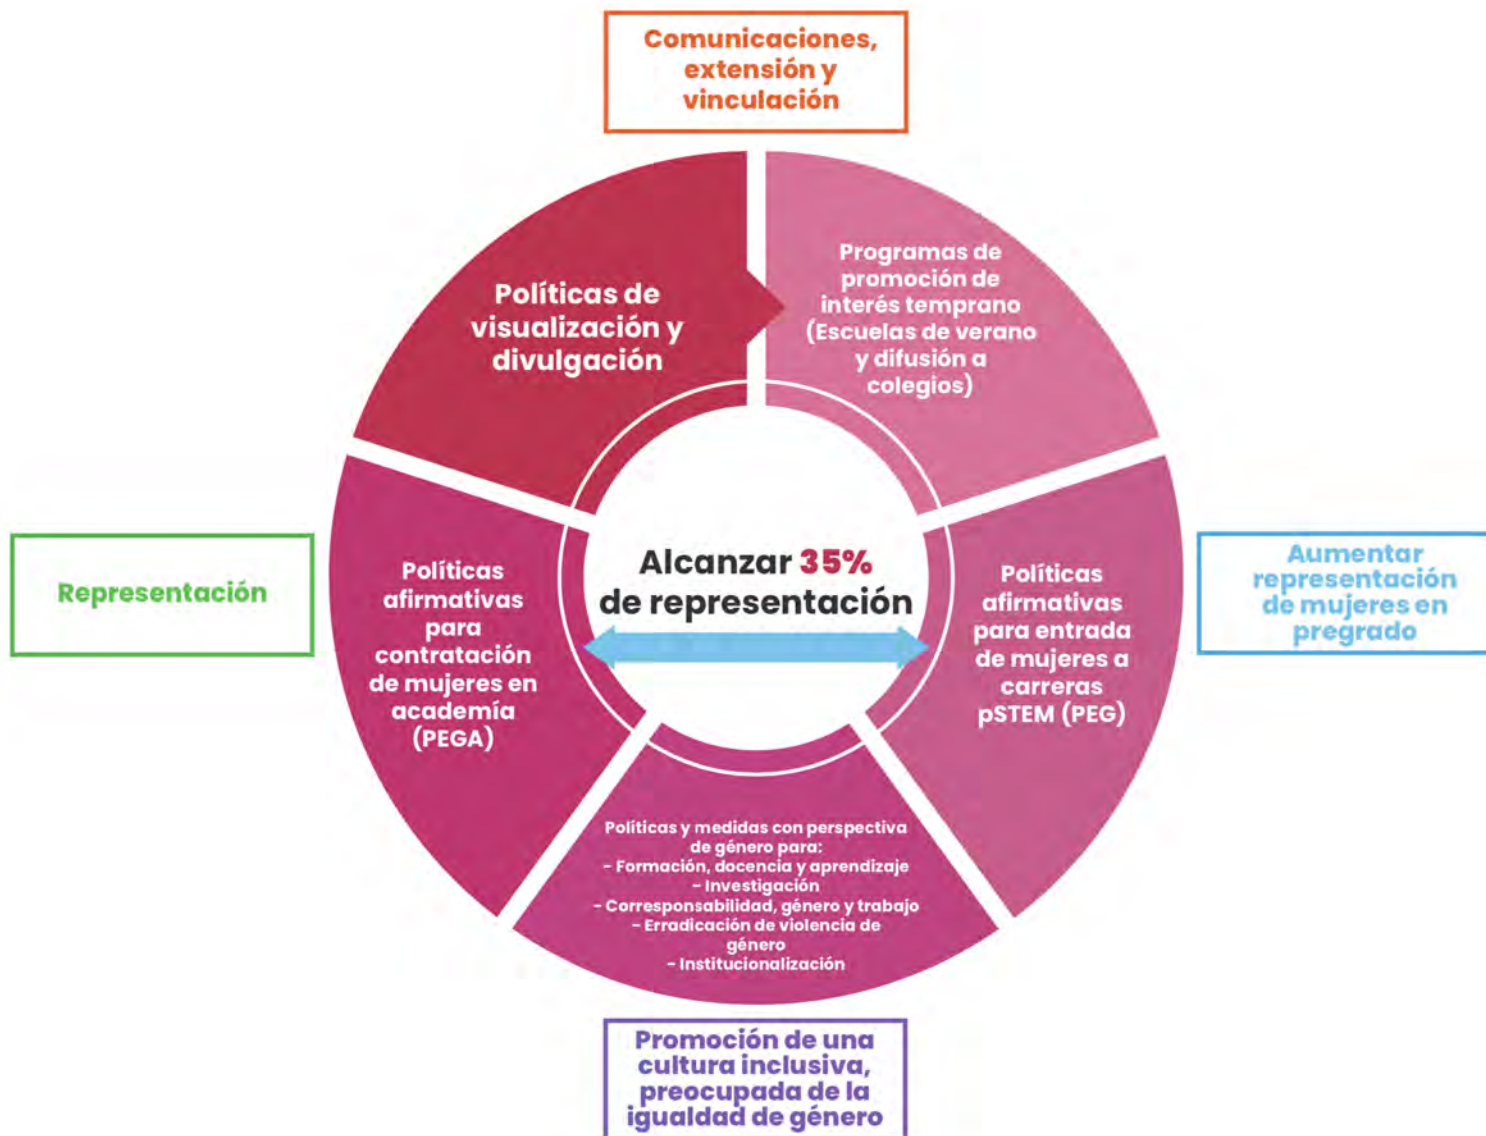 Comunicaciones,
extensión y
vinculación
Políticas de
visualización y
divulgación
Programas de
promoción de
interés temprano
(Escuelas de verano
y difusión a
colegios)
Representación
Políticas
afirmativas
para
contratación
de mujeres en
academía
(PEGA)
Alcanzar 35%
de representación
Políticas
afirmativas
para entrada
de mujeres a
carreras
pSTEM (PEG)
Aumentar
representación
de mujeres en
pregrado
Políticas y medidas con perspectiva
de género para:
- Formación, docencia y aprendizaje
- Investigación
- Corresponsabilidad, género y trabajo
- Erradicación de violencia de
género
- Institucionalización
Promoción de una
cultura inclusiva,
preocupada de la
igualdad de género